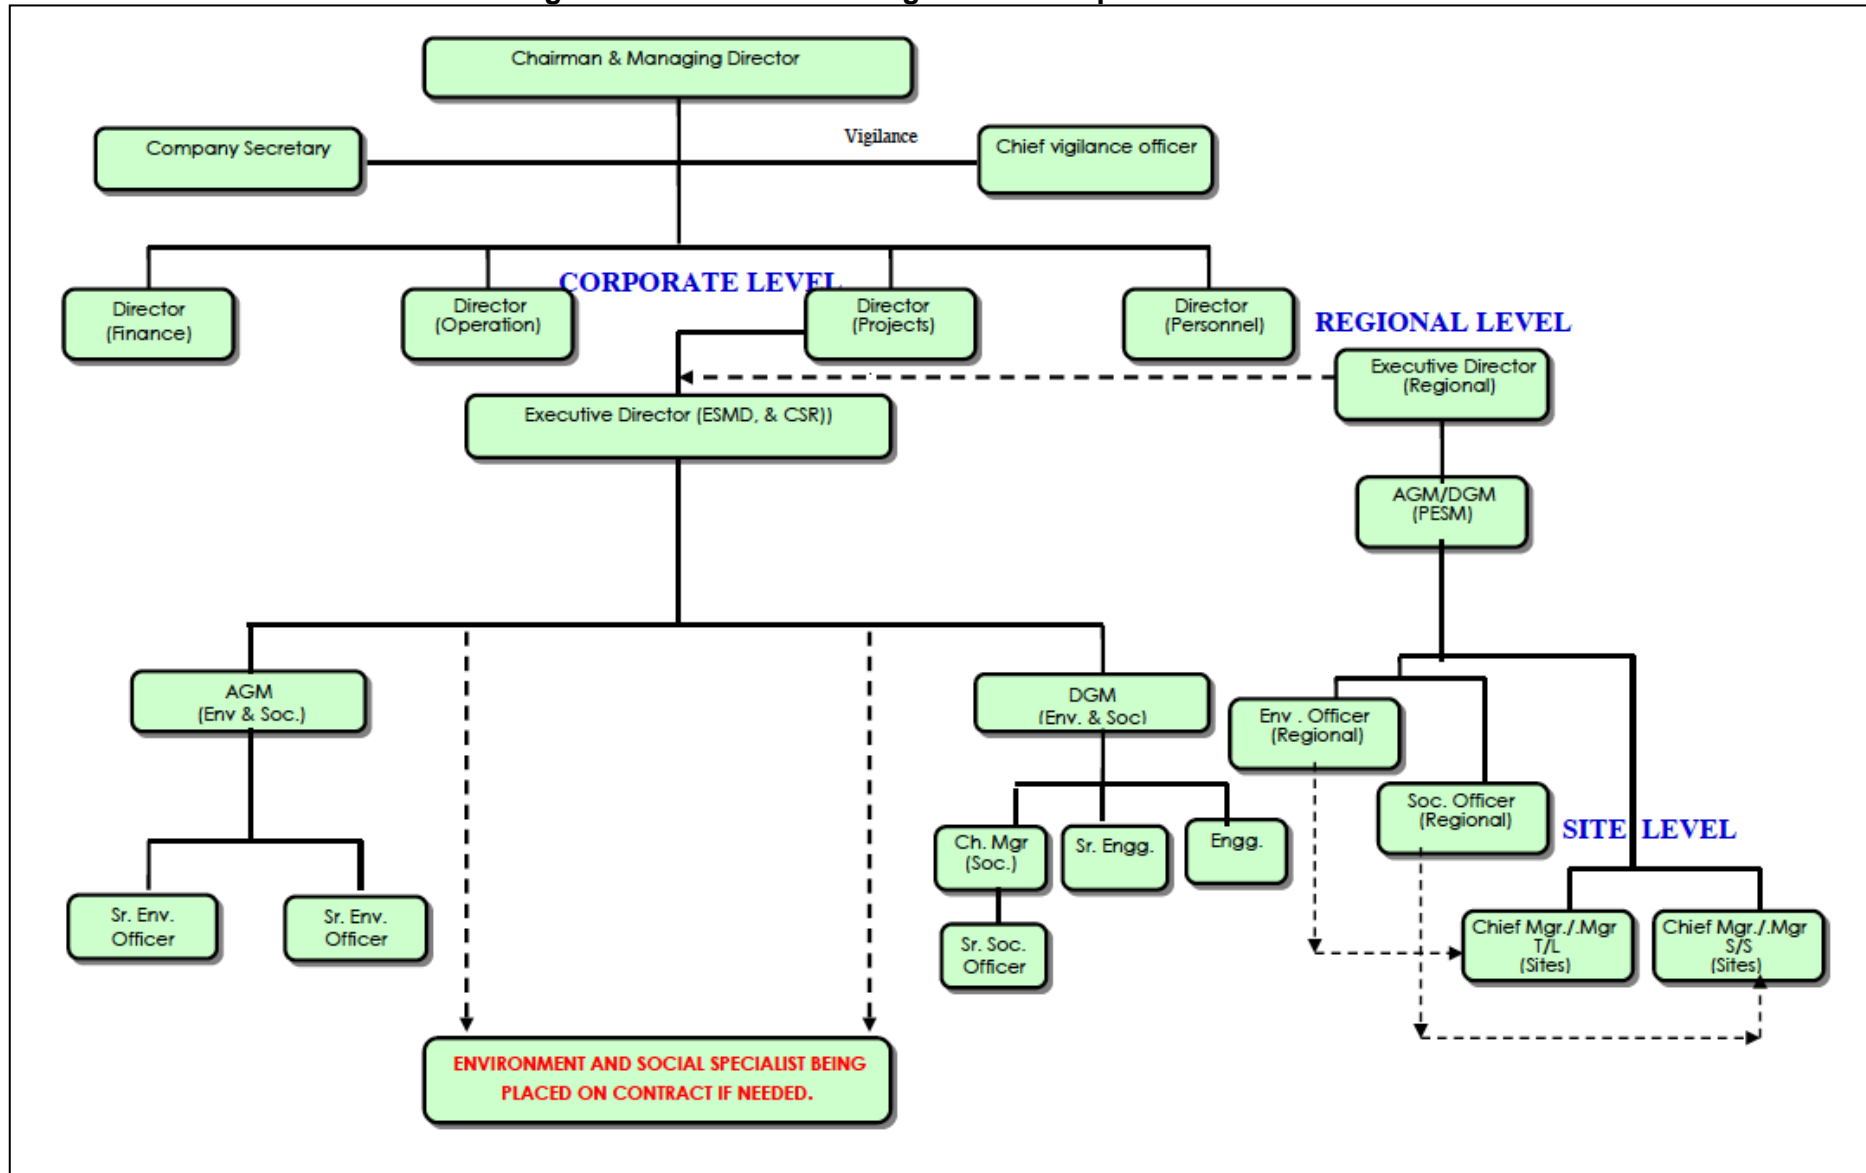 Chairman & Managing Director
Company Secretary
Vigilance
Chief vigilance officer
CORPORATE LEVEL
Director
(Finance)
Director
(Operation)
Director
(Projects)
Director
(Personnel)
REGIONAL LEVEL
Executive Director
(Regional)
Executive Director (ESMD, & CSR))
AGM/DGM
(PESM)
AGM
(Env & Soc.)
DGM
(Env. & Soc)
Env . Officer
(Regional)
Soc. Officer
(Regional)
SITE LEVEL
Ch. Mgr
(Soc.)
Sr. Engg.
Engg.
Sr. Env.
Officer
Sr. Env.
Officer
Sr. Soc.
Officer
Chief Mgr./.Mgr
T/L
(Sites)
Chief Mgr./.Mgr
S/S
(Sites)
ENVIRONMENT AND SOCIAL SPECIALIST BEING
PLACED ON CONTRACT IF NEEDED.